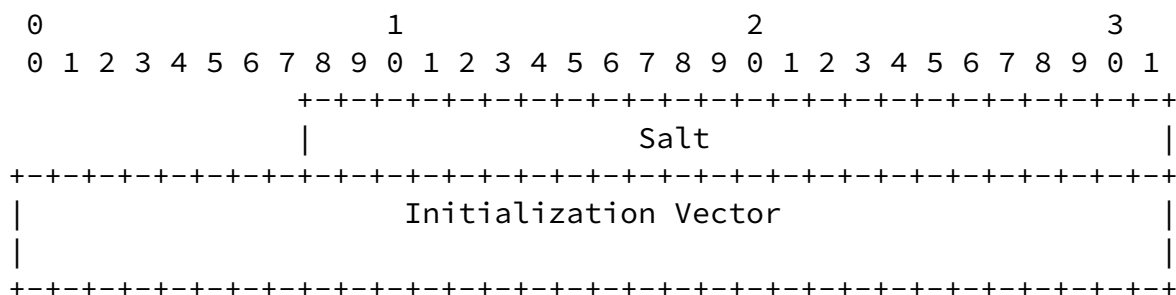 0                   1                   2                   3
 0 1 2 3 4 5 6 7 8 9 0 1 2 3 4 5 6 7 8 9 0 1 2 3 4 5 6 7 8 9 0 1
                +-+-+-+-+-+-+-+-+-+-+-+-+-+-+-+-+-+-+-+-+-+-+-+-+
                |                  Salt                         |
+-+-+-+-+-+-+-+-+-+-+-+-+-+-+-+-+-+-+-+-+-+-+-+-+-+-+-+-+-+-+-+-+
|                     Initialization Vector                     |
|                                                               |
+-+-+-+-+-+-+-+-+-+-+-+-+-+-+-+-+-+-+-+-+-+-+-+-+-+-+-+-+-+-+-+-+